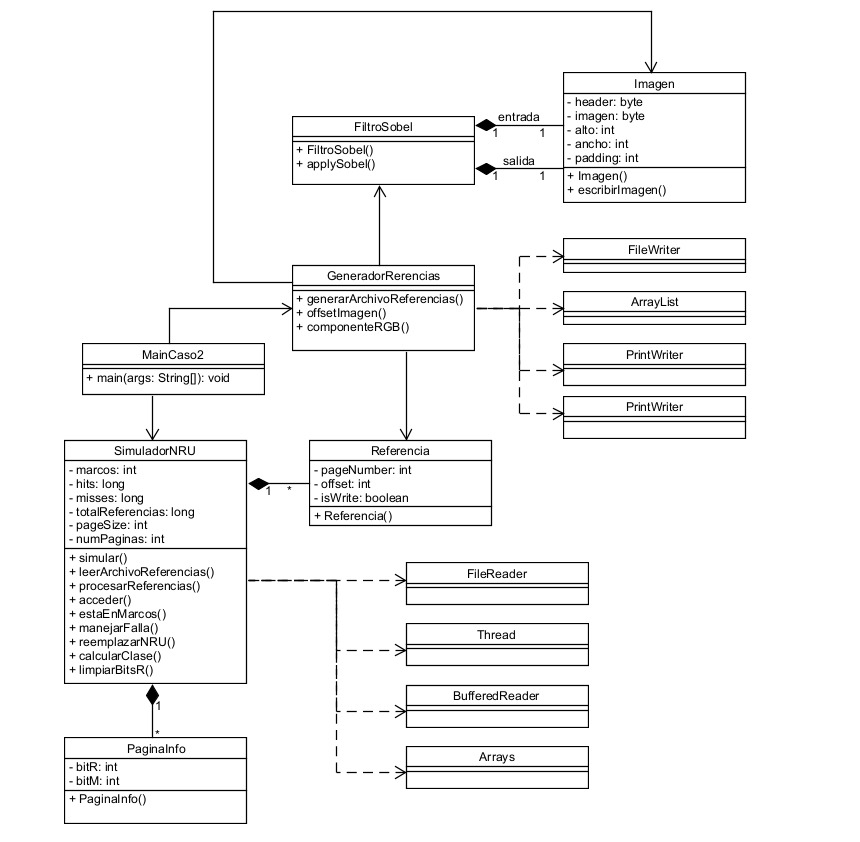 Imagen
- header: byte
- imagen: byte
- alto: int
- ancho: int
- padding: int
+ Imagen()
+ escribirImagen()
FiltroSobel
+ FiltroSobel()
+ applySobel()
entrada
1
1
salida
1
1
GeneradorRerencias
+ generarArchivoReferencias()
+ offsetImagen()
+ componenteRGB()
FileWriter
ArrayList
PrintWriter
PrintWriter
MainCaso2
+ main(args: String[]): void
SimuladorNRU
- marcos: int
- hits: long
- misses: long
- totalReferencias: long
- pageSize: int
- numPaginas: int
+ simular()
+ leerArchivoReferencias()
+ procesarReferencias()
+ acceder()
+ estaEnMarcos()
+ manejarFalla()
+ reemplazarNRU()
+ calcularClase()
+ limpiarBitsR()
1
*
Referencia
- pageNumber: int
- offset: int
- isWrite: boolean
+ Referencia()
FileReader
Thread
BufferedReader
Arrays
1
*
PaginaInfo
- bitR: int
- bitM: int
+ PaginaInfo()